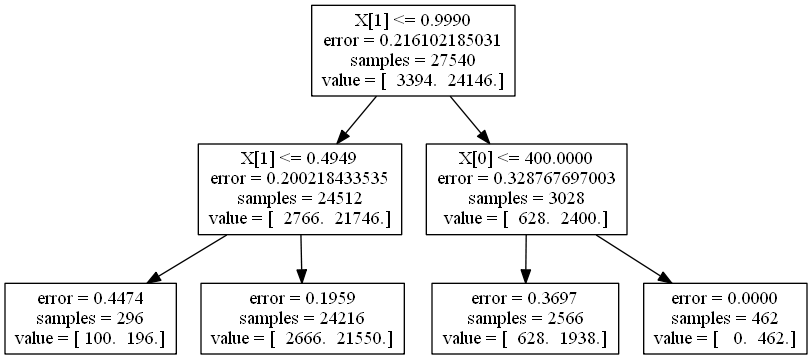 X[1] <= 0.9990
error = 0.216102185031
samples = 27540
value = [  3394.  24146.]
X[1] <= 0.4949
error = 0.200218433535
samples = 24512
value = [  2766.  21746.]
X[0] <= 400.0000
error = 0.328767697003
samples = 3028
value = [  628.  2400.]
error = 0.4474
samples = 296
value = [ 100.  196.]
error = 0.1959
samples = 24216
value = [  2666.  21550.]
error = 0.3697
samples = 2566
value = [  628.  1938.]
error = 0.0000
samples = 462
value = [   0.  462.]